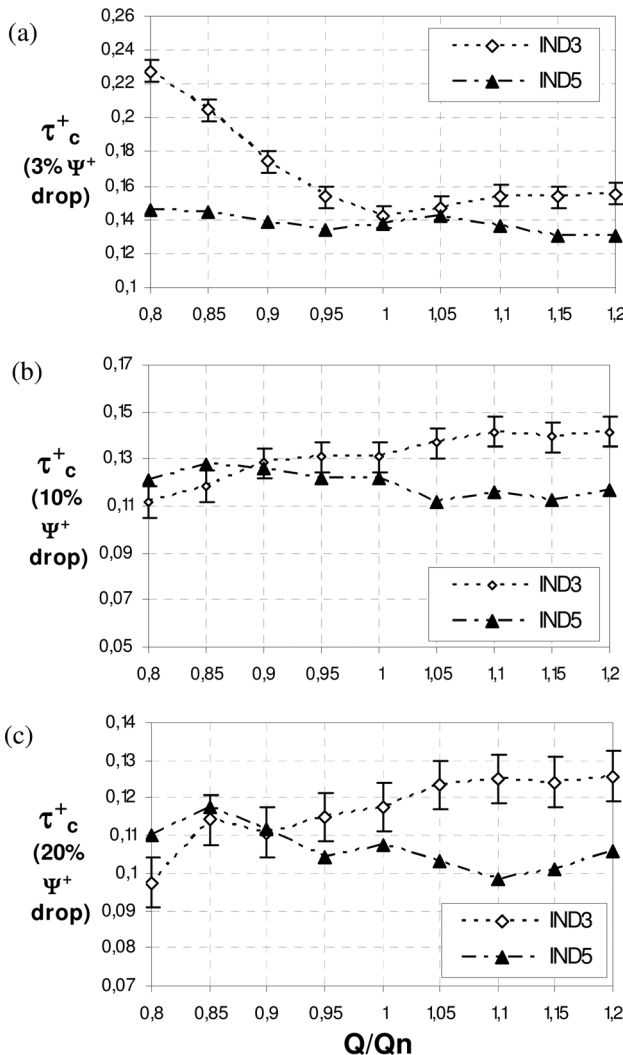 (a)
0,26
0,24
0,22
0,2
0,18
0,16
0,14
0,12
0,1
τ+c
(3% Ψ+
drop)
IND3
IND5
0,8 0,85 0,9 0,95 1 1,05 1,1 1,15 1,2
(b)
0,17
0,15
0,13
0,11
0,09
0,07
0,05
τ+c
(10%
Ψ+
drop)
IND3
IND5
0,8 0,85 0,9 0,95 1 1,05 1,1 1,15 1,2
(c)
0,14
0,13
0,12
0,11
0,1
0,09
0,08
0,07
τ+c
(20%
Ψ+
drop)
IND3
IND5
0,8 0,85 0,9 0,95 1 1,05 1,1 1,15 1,2
Q/Qn